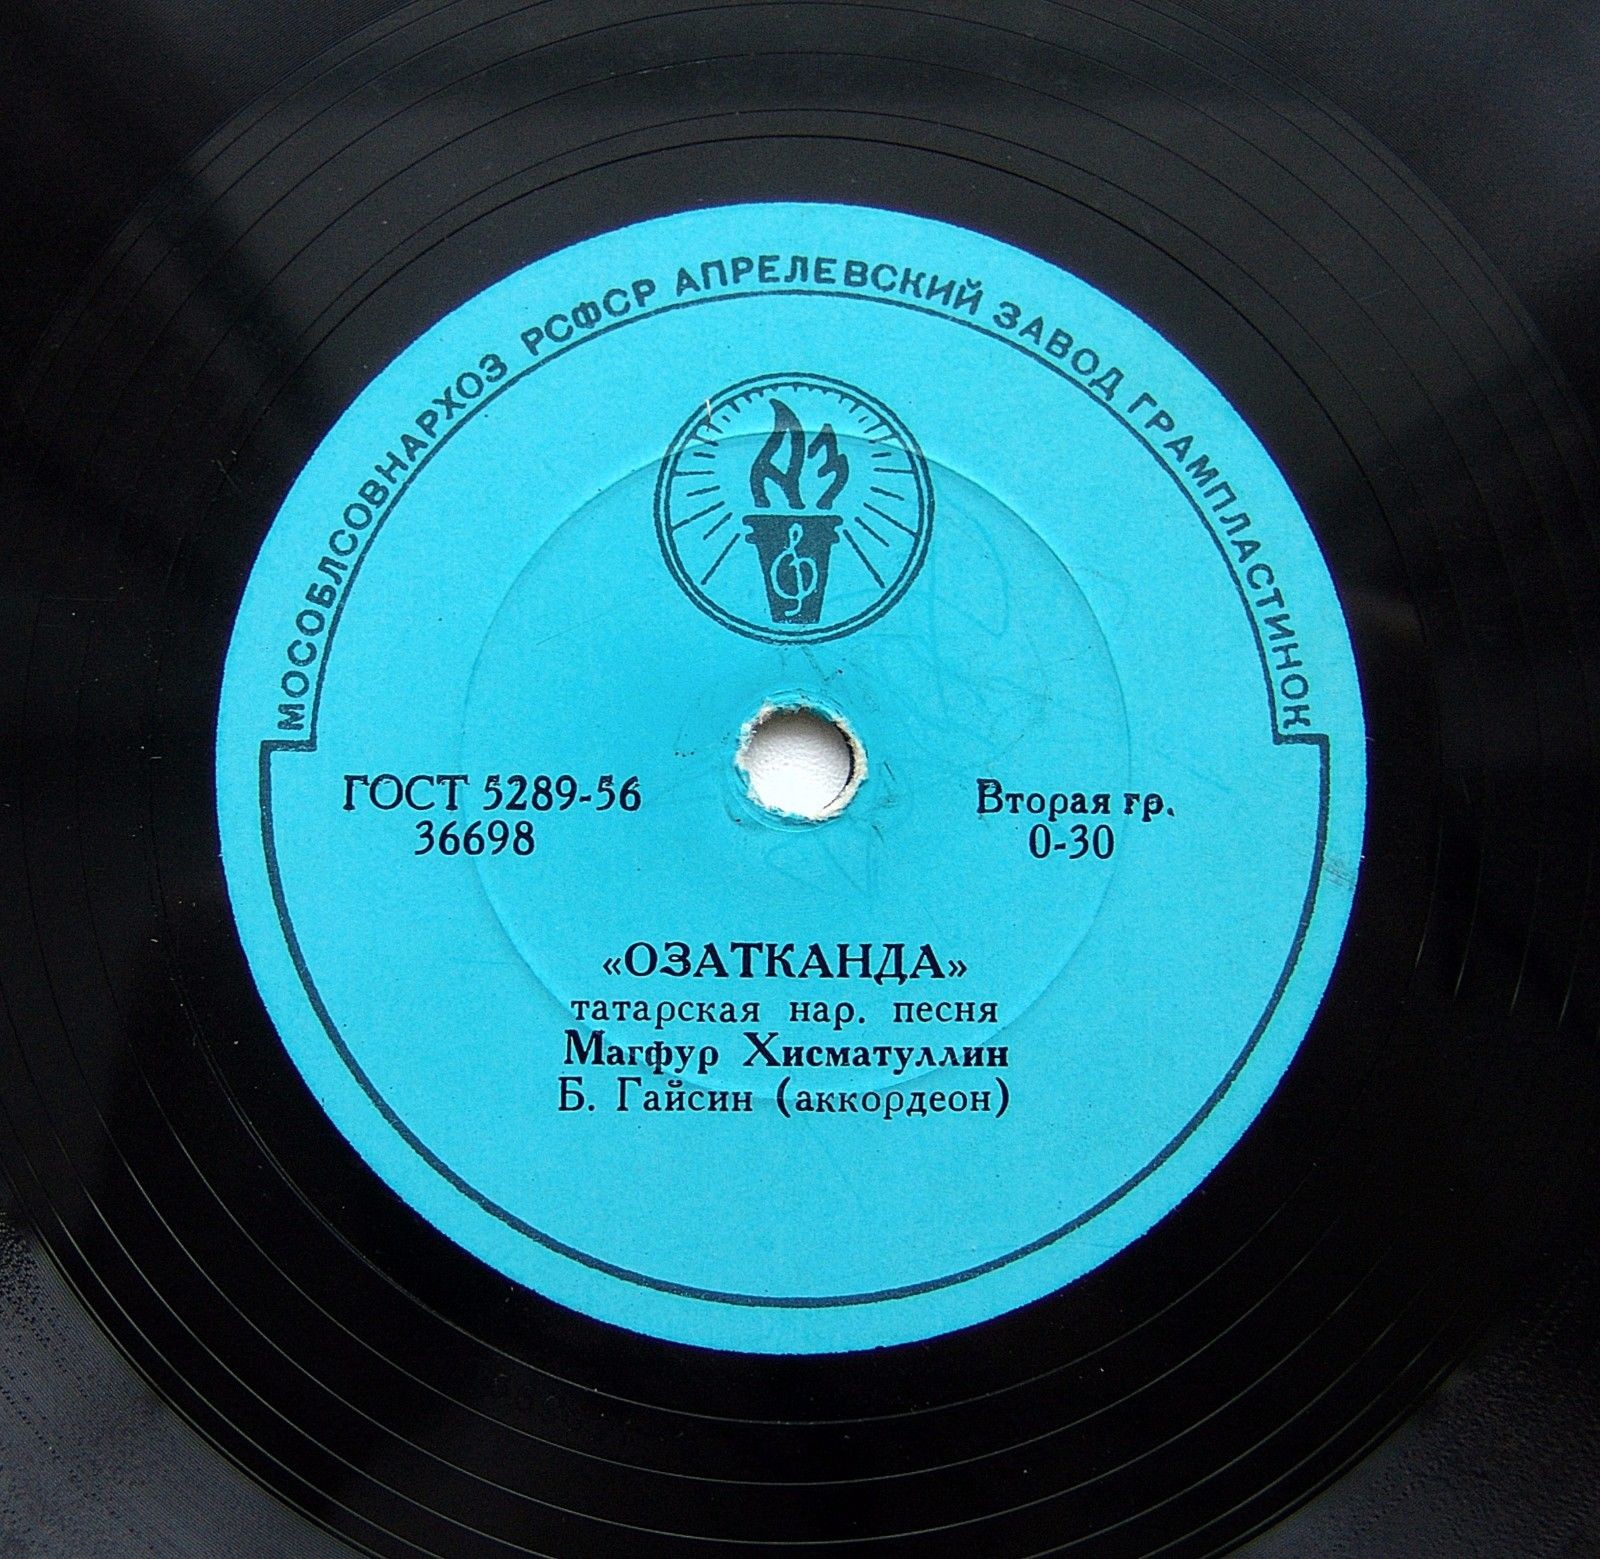 МОСОБЛСОВНАРХОЗ РСФСР АПРЕЛЕВСКИЙ ЗАВОД ГРАМПЛАСТИНОК
АЗ
ГОСТ 5289-56
36698
Вторая гр.
0-30
«ОЗАТКАНДА»
татарская нар. песня
Магфур Хисматуллин
Б. Гайсин (аккордеон)